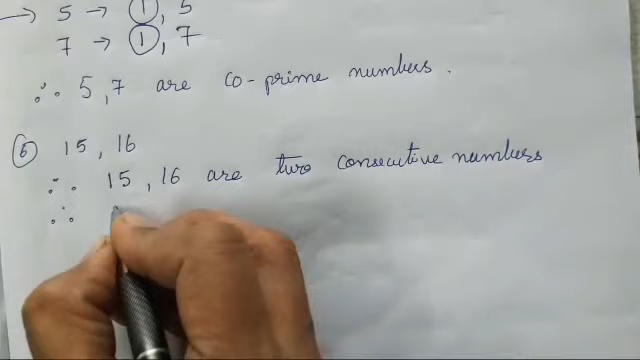 → 5 → 1, 5
7 → 1, 7
∴ 5, 7 are co-prime numbers.
6 15, 16
∵ 15, 16 are two consecutive numbers
∴